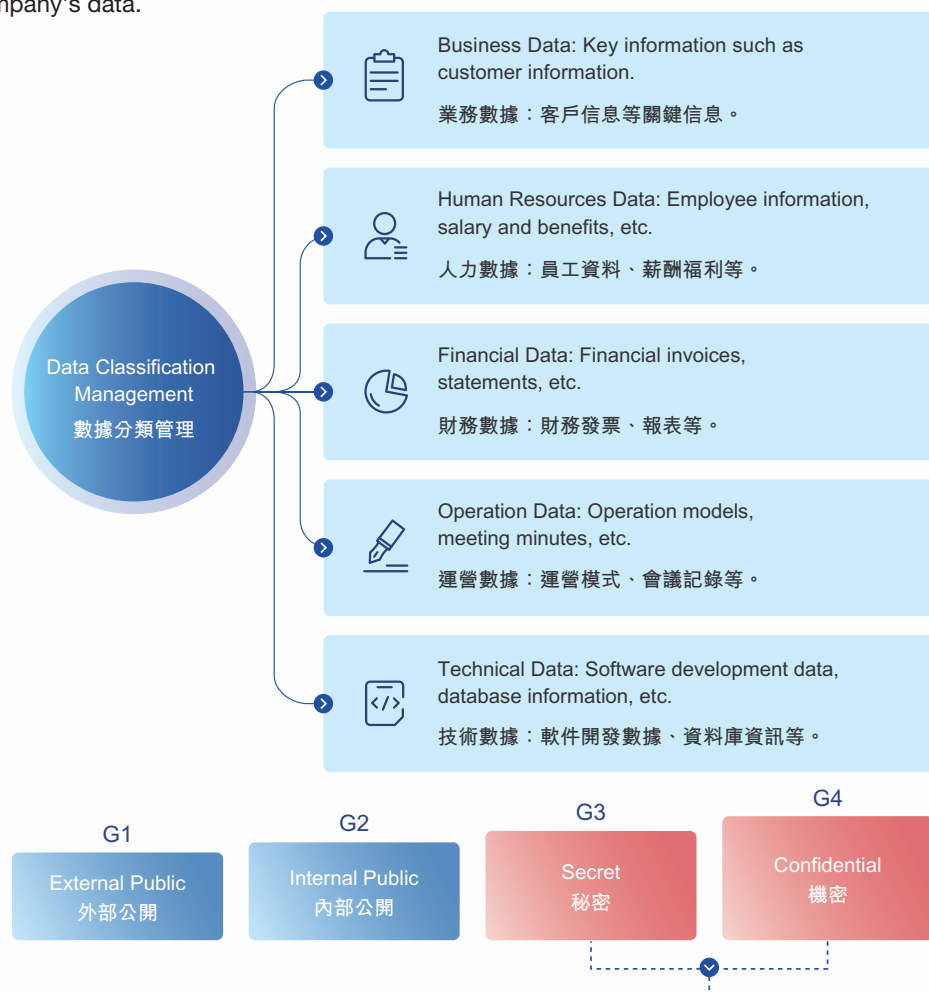 company's data.
Business Data: Key information such as
customer information.
業務數據：客戶信息等關鍵信息。
Human Resources Data: Employee information,
salary and benefits, etc.
人力數據：員工資料、薪酬福利等。
Data Classification
Management
數據分類管理
Financial Data: Financial invoices,
statements, etc.
財務數據：財務發票、報表等。
Operation Data: Operation models,
meeting minutes, etc.
運營數據：運營模式、會議記錄等。
Technical Data: Software development data,
database information, etc.
技術數據：軟件開發數據、資料庫資訊等。
G1
External Public
外部公開
G2
Internal Public
內部公開
G3
Secret
秘密
G4
Confidential
機密